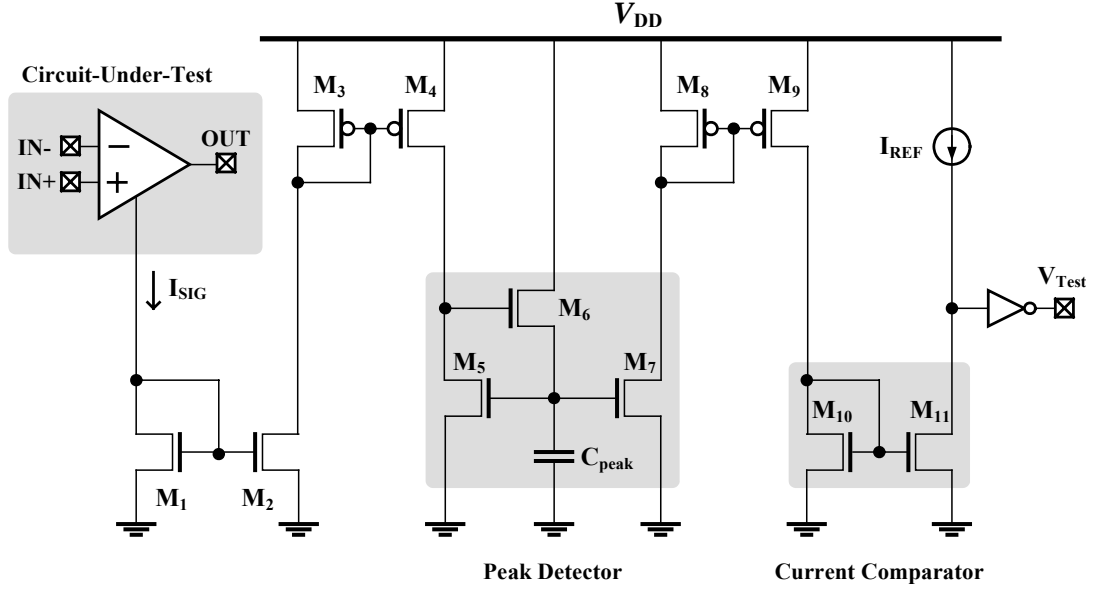 V_DD
Circuit-Under-Test
M_3
M_4
M_8
M_9
IN-
IN+
−
+
OUT
I_REF
I_SIG
M_6
V_Test
M_5
M_7
M_10
M_11
C_peak
M_1
M_2
Peak Detector
Current Comparator